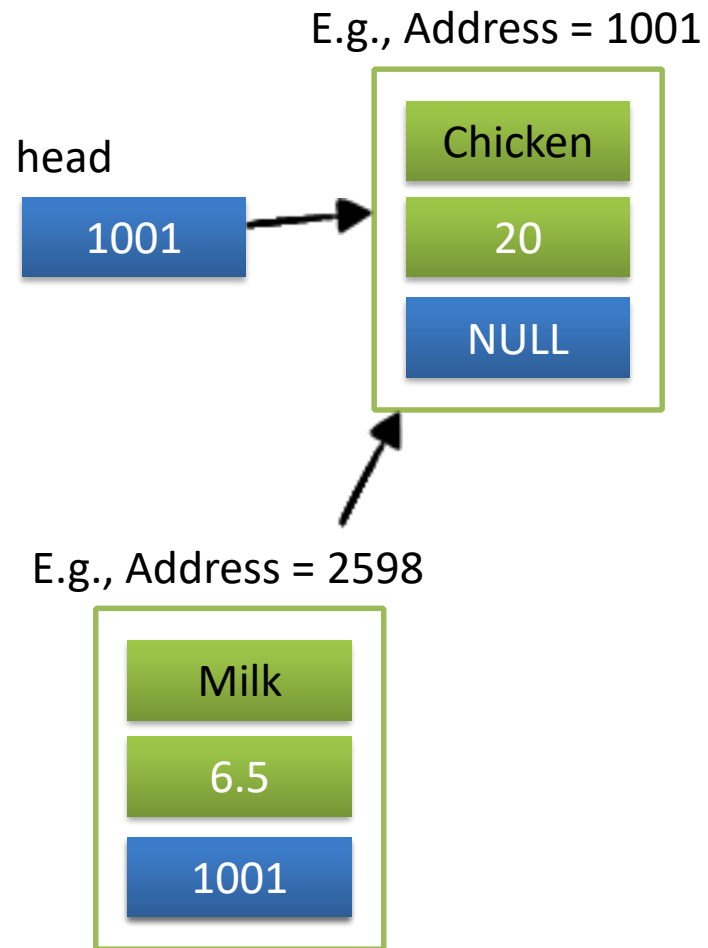 E.g., Address = 1001
head
1001
Chicken
20
NULL
E.g., Address = 2598
Milk
6.5
1001